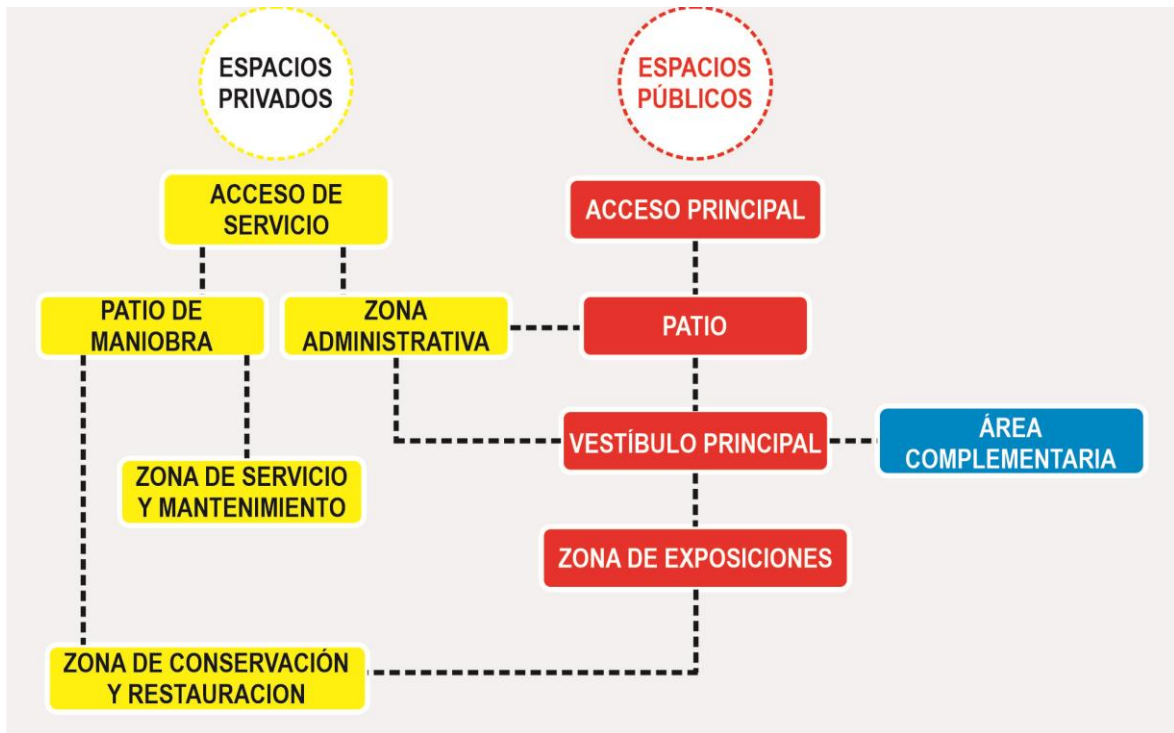 ESPACIOS
PRIVADOS
ESPACIOS
PÚBLICOS
ACCESO DE
SERVICIO
ACCESO PRINCIPAL
PATIO DE
MANIOBRA
ZONA
ADMINISTRATIVA
PATIO
VESTÍBULO PRINCIPAL
ÁREA
COMPLEMENTARIA
ZONA DE SERVICIO
Y MANTENIMIENTO
ZONA DE EXPOSICIONES
ZONA DE CONSERVACIÓN
Y RESTAURACION